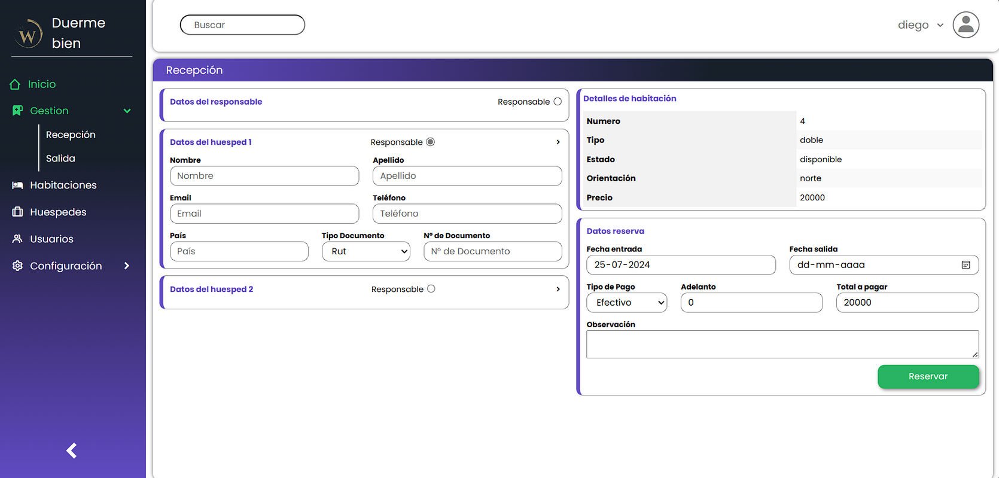 W
Duerme
bien
Inicio
Gestion
Recepción
Salida
Habitaciones
Huespedes
Usuarios
Configuración
Buscar
diego
Recepción
Datos del responsable
Responsable
Datos del huesped 1
Responsable
Nombre
Apellido
Nombre
Apellido
Email
Teléfono
Email
Teléfono
País
Tipo Documento
Nº de Documento
País
Rut
Nº de Documento
Datos del huesped 2
Responsable
Detalles de habitación
Numero 4
Tipo doble
Estado disponible
Orientación norte
Precio 20000
Datos reserva
Fecha entrada
Fecha salida
25-07-2024
dd-mm-aaaa
Tipo de Pago
Adelanto
Total a pagar
Efectivo
0
20000
Observación
Reservar